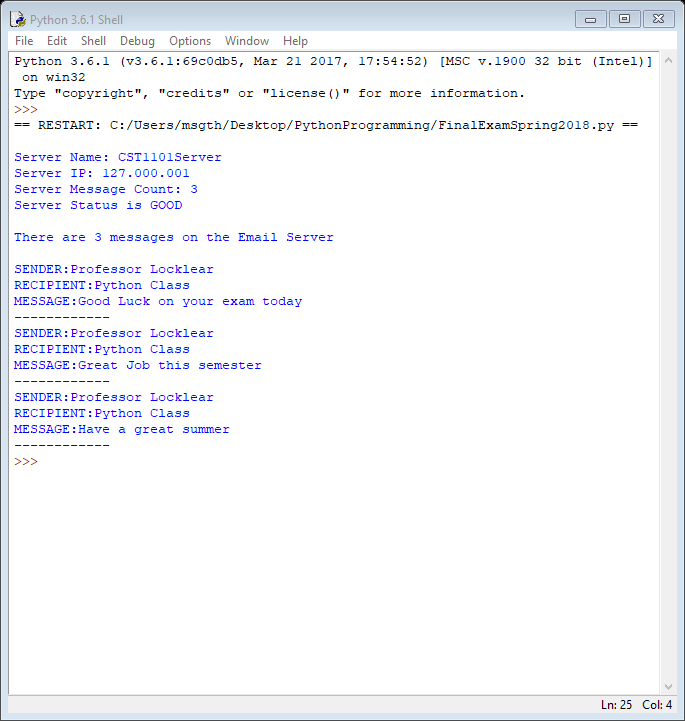 Python 3.6.1 Shell
File Edit Shell Debug Options Window Help
Python 3.6.1 (v3.6.1:69c0db5, Mar 21 2017, 17:54:52) [MSC v.1900 32 bit (Intel)]
 on win32
Type "copyright", "credits" or "license()" for more information.
>>>
== RESTART: C:/Users/msgth/Desktop/PythonProgramming/FinalExamSpring2018.py ==
Server Name: CST1101Server
Server IP: 127.000.001
Server Message Count: 3
Server Status is GOOD
There are 3 messages on the Email Server
SENDER:Professor Locklear
RECIPIENT:Python Class
MESSAGE:Good Luck on your exam today
------------
SENDER:Professor Locklear
RECIPIENT:Python Class
MESSAGE:Great Job this semester
------------
SENDER:Professor Locklear
RECIPIENT:Python Class
MESSAGE:Have a great summer
------------
>>>
Ln: 25 Col: 4